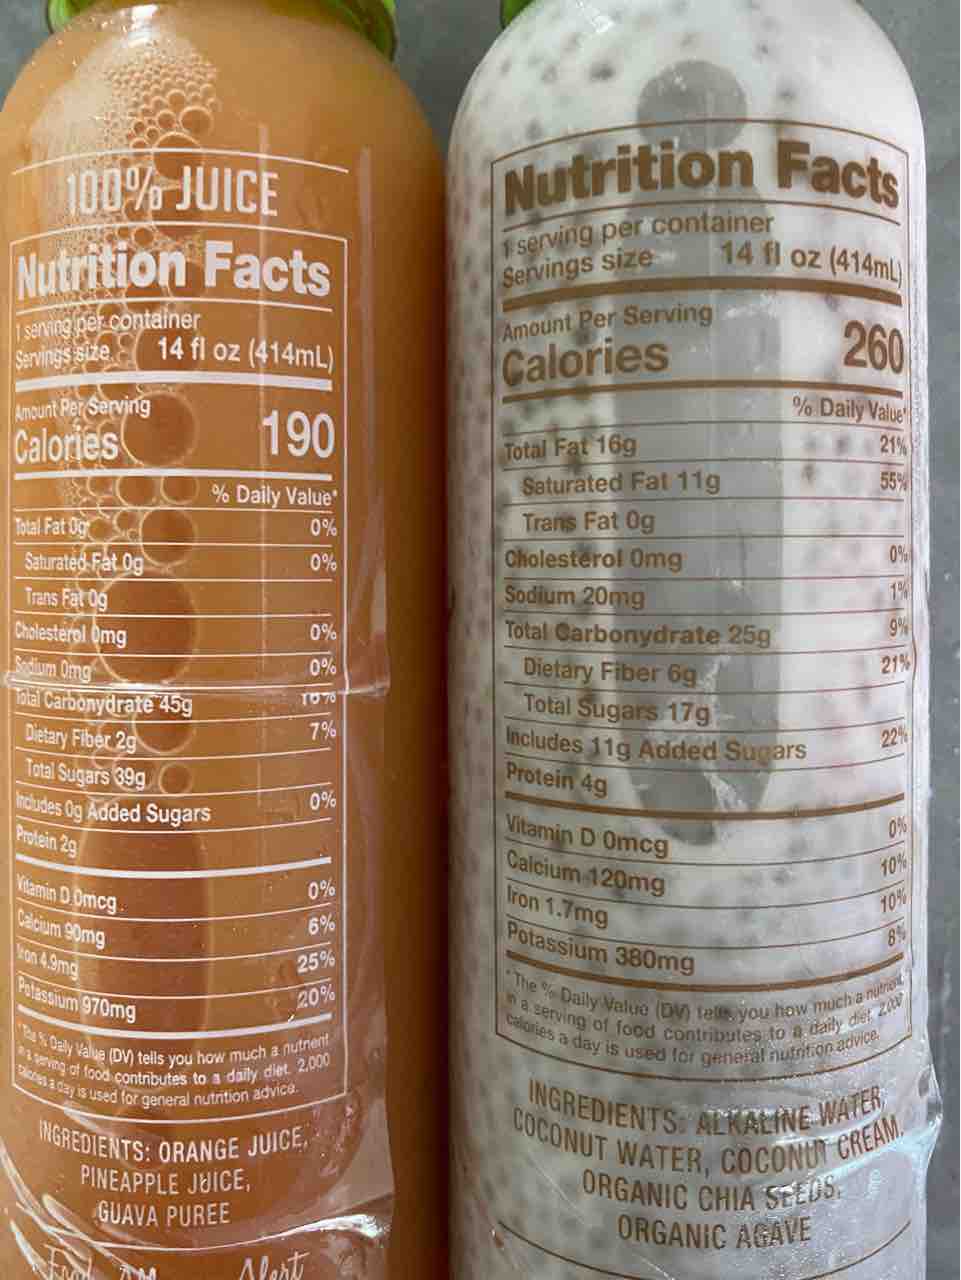 100% JUICE
Nutrition Facts
1 serving per container
Servings size 14 fl oz (414mL)
Amount Per Serving
Calories 190
% Daily Value*
Total Fat 0g 0%
Saturated Fat 0g 0%
Trans Fat 0g
Cholesterol 0mg 0%
Sodium 0mg 0%
Total Carbonydrate 45g 16%
Dietary Fiber 2g 7%
Total Sugars 39g
Includes 0g Added Sugars 0%
Protein 2g
Vitamin D 0mcg 0%
Calcium 90mg 6%
Iron 4.9mg 25%
Potassium 970mg 20%
*The % Daily Value (DV) tells you how much a nutrient
in a serving of food contributes to a daily diet. 2,000
calories a day is used for general nutrition advice.
INGREDIENTS: ORANGE JUICE,
PINEAPPLE JUICE,
GUAVA PUREE
Alert
Nutrition Facts
1 serving per container
Servings size 14 fl oz (414mL)
Amount Per Serving
Calories 260
% Daily Value*
Total Fat 16g 21%
Saturated Fat 11g 55%
Trans Fat 0g
Cholesterol 0mg 0%
Sodium 20mg 1%
Total Carbonydrate 25g 9%
Dietary Fiber 6g 21%
Total Sugars 17g
Includes 11g Added Sugars 22%
Protein 4g
Vitamin D 0mcg 0%
Calcium 120mg 10%
Iron 1.7mg 10%
Potassium 380mg 8%
*The % Daily Value (DV) tells you how much a nutrient
in a serving of food contributes to a daily diet. 2,000
calories a day is used for general nutrition advice.
INGREDIENTS: ALKALINE WATER,
COCONUT WATER, COCONUT CREAM,
ORGANIC CHIA SEEDS,
ORGANIC AGAVE